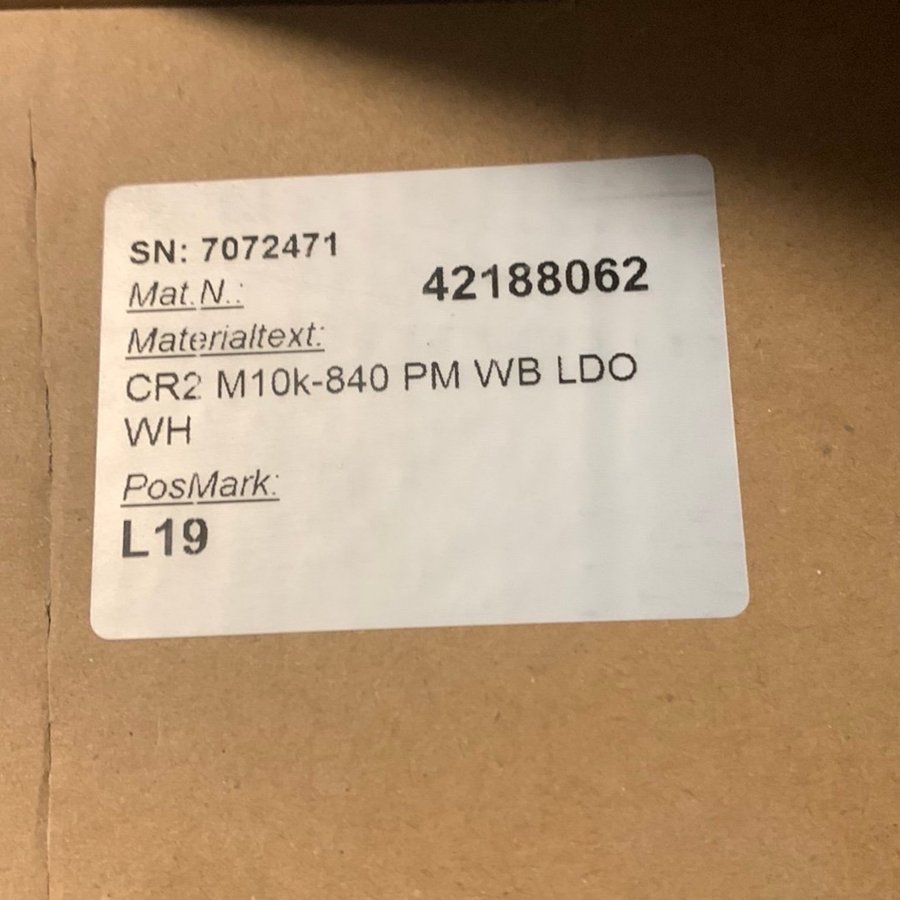 SN: 7072471
Mat.N.: 42188062
Materialtext:
CR2 M10k-840 PM WB LDO
WH
PosMark:
L19